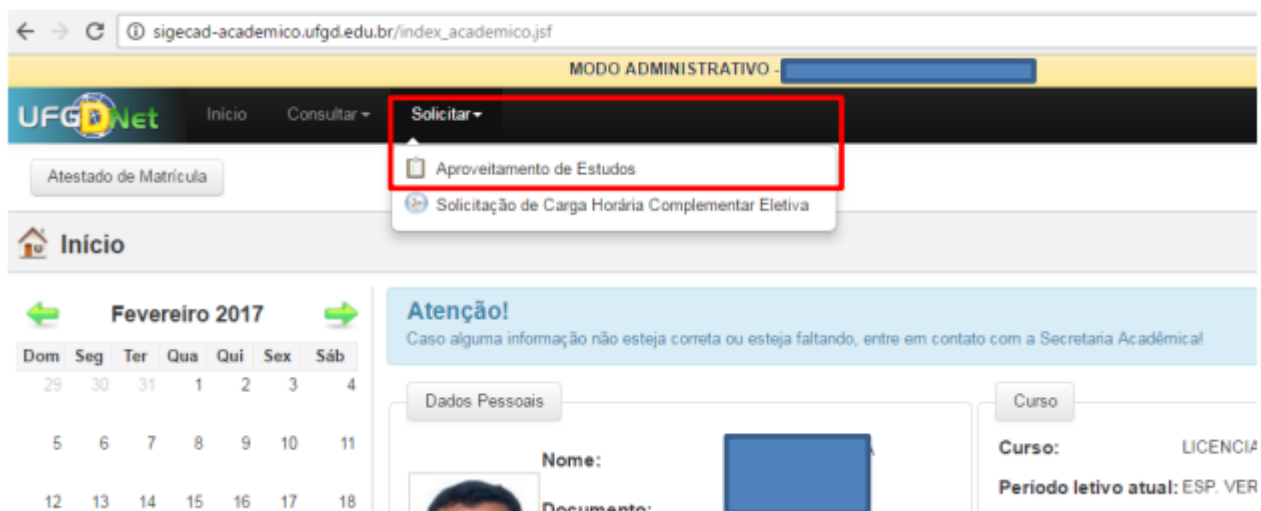 sigecad-academico.ufgd.edu.br/index_academico.jsf
MODO ADMINISTRATIVO -
UFGDNet Início Consultar Solicitar
Aproveitamento de Estudos
Atestado de Matrícula
Solicitação de Carga Horária Complementar Eletiva
Início
Fevereiro 2017
Dom Seg Ter Qua Qui Sex Sáb
29 30 31 1 2 3 4
5 6 7 8 9 10 11
12 13 14 15 16 17 18
Atenção!
Caso alguma informação não esteja correta ou esteja faltando, entre em contato com a Secretaria Acadêmica!
Dados Pessoais
Nome:
Documento:
Curso
Curso: LICENCIA
Período letivo atual: ESP. VER